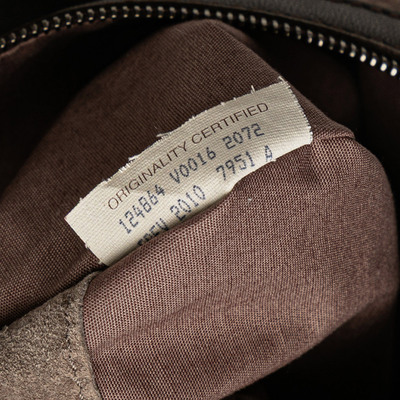 ORIGINALITY CERTIFIED
124864 V0016 2072
2010 7951 A